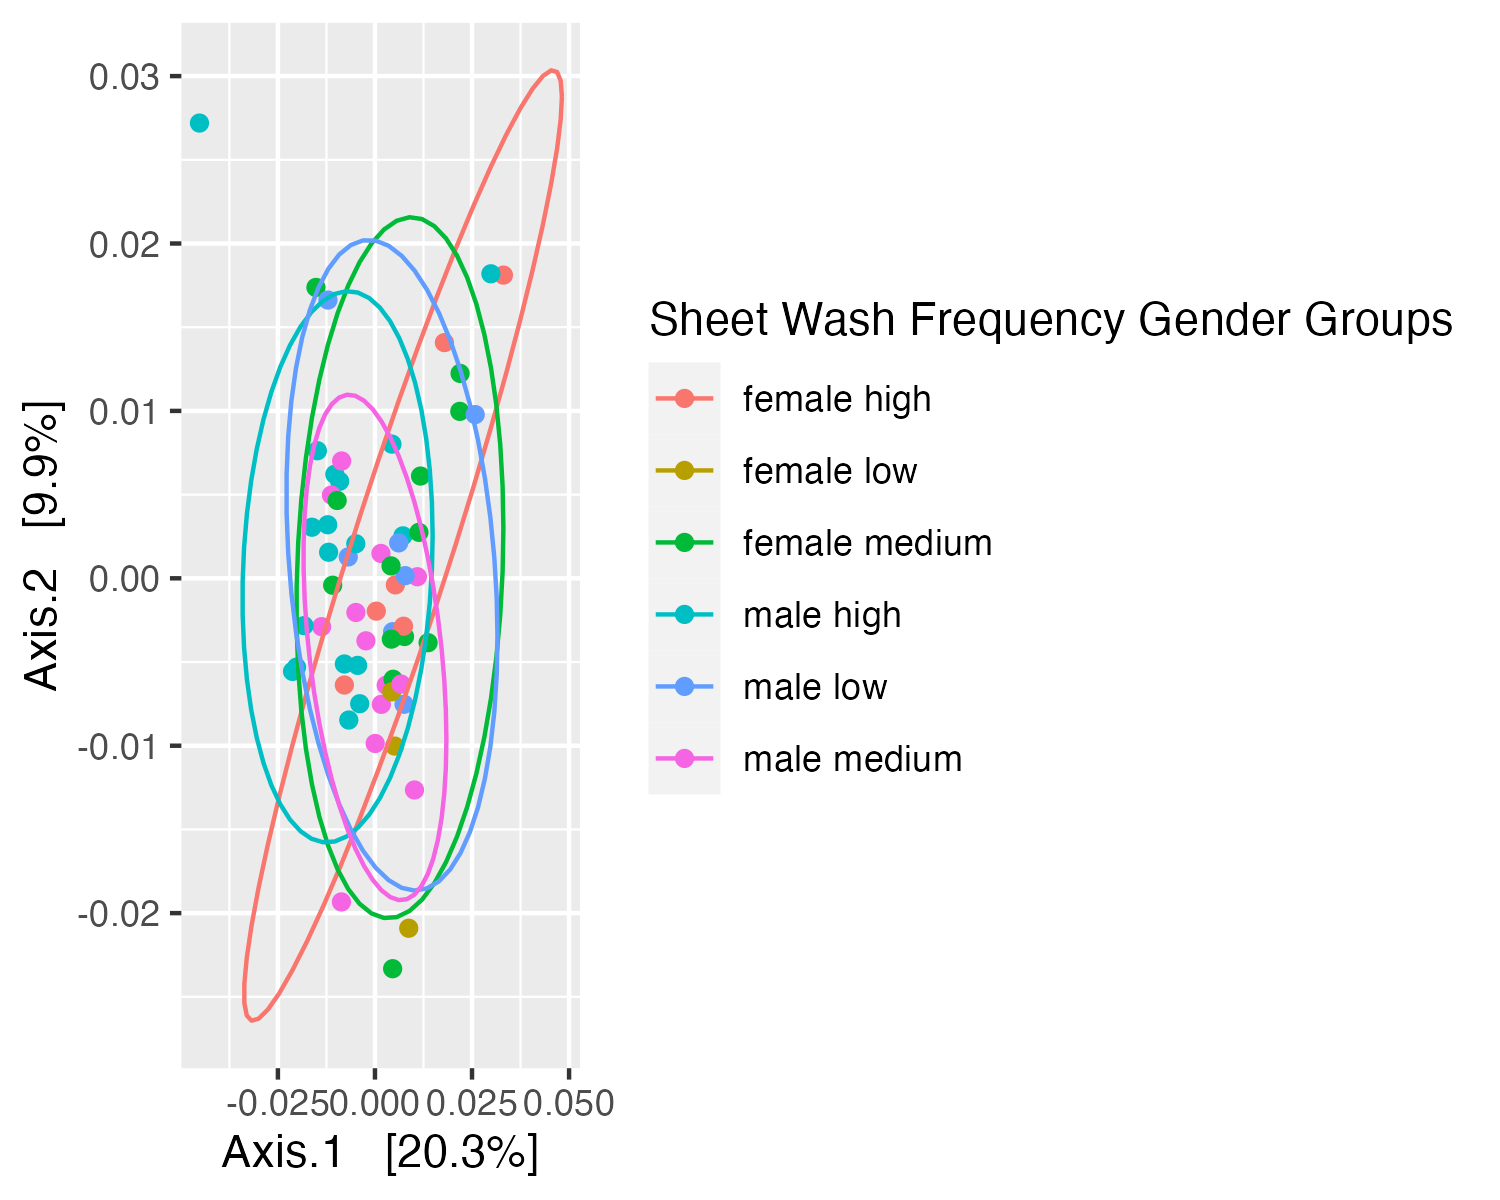 0.03
0.02
0.01
0.00
-0.01
-0.02
Axis.2 [9.9%]
-0.025 0.000 0.025 0.050
Axis.1 [20.3%]
Sheet Wash Frequency Gender Groups
female high
female low
female medium
male high
male low
male medium